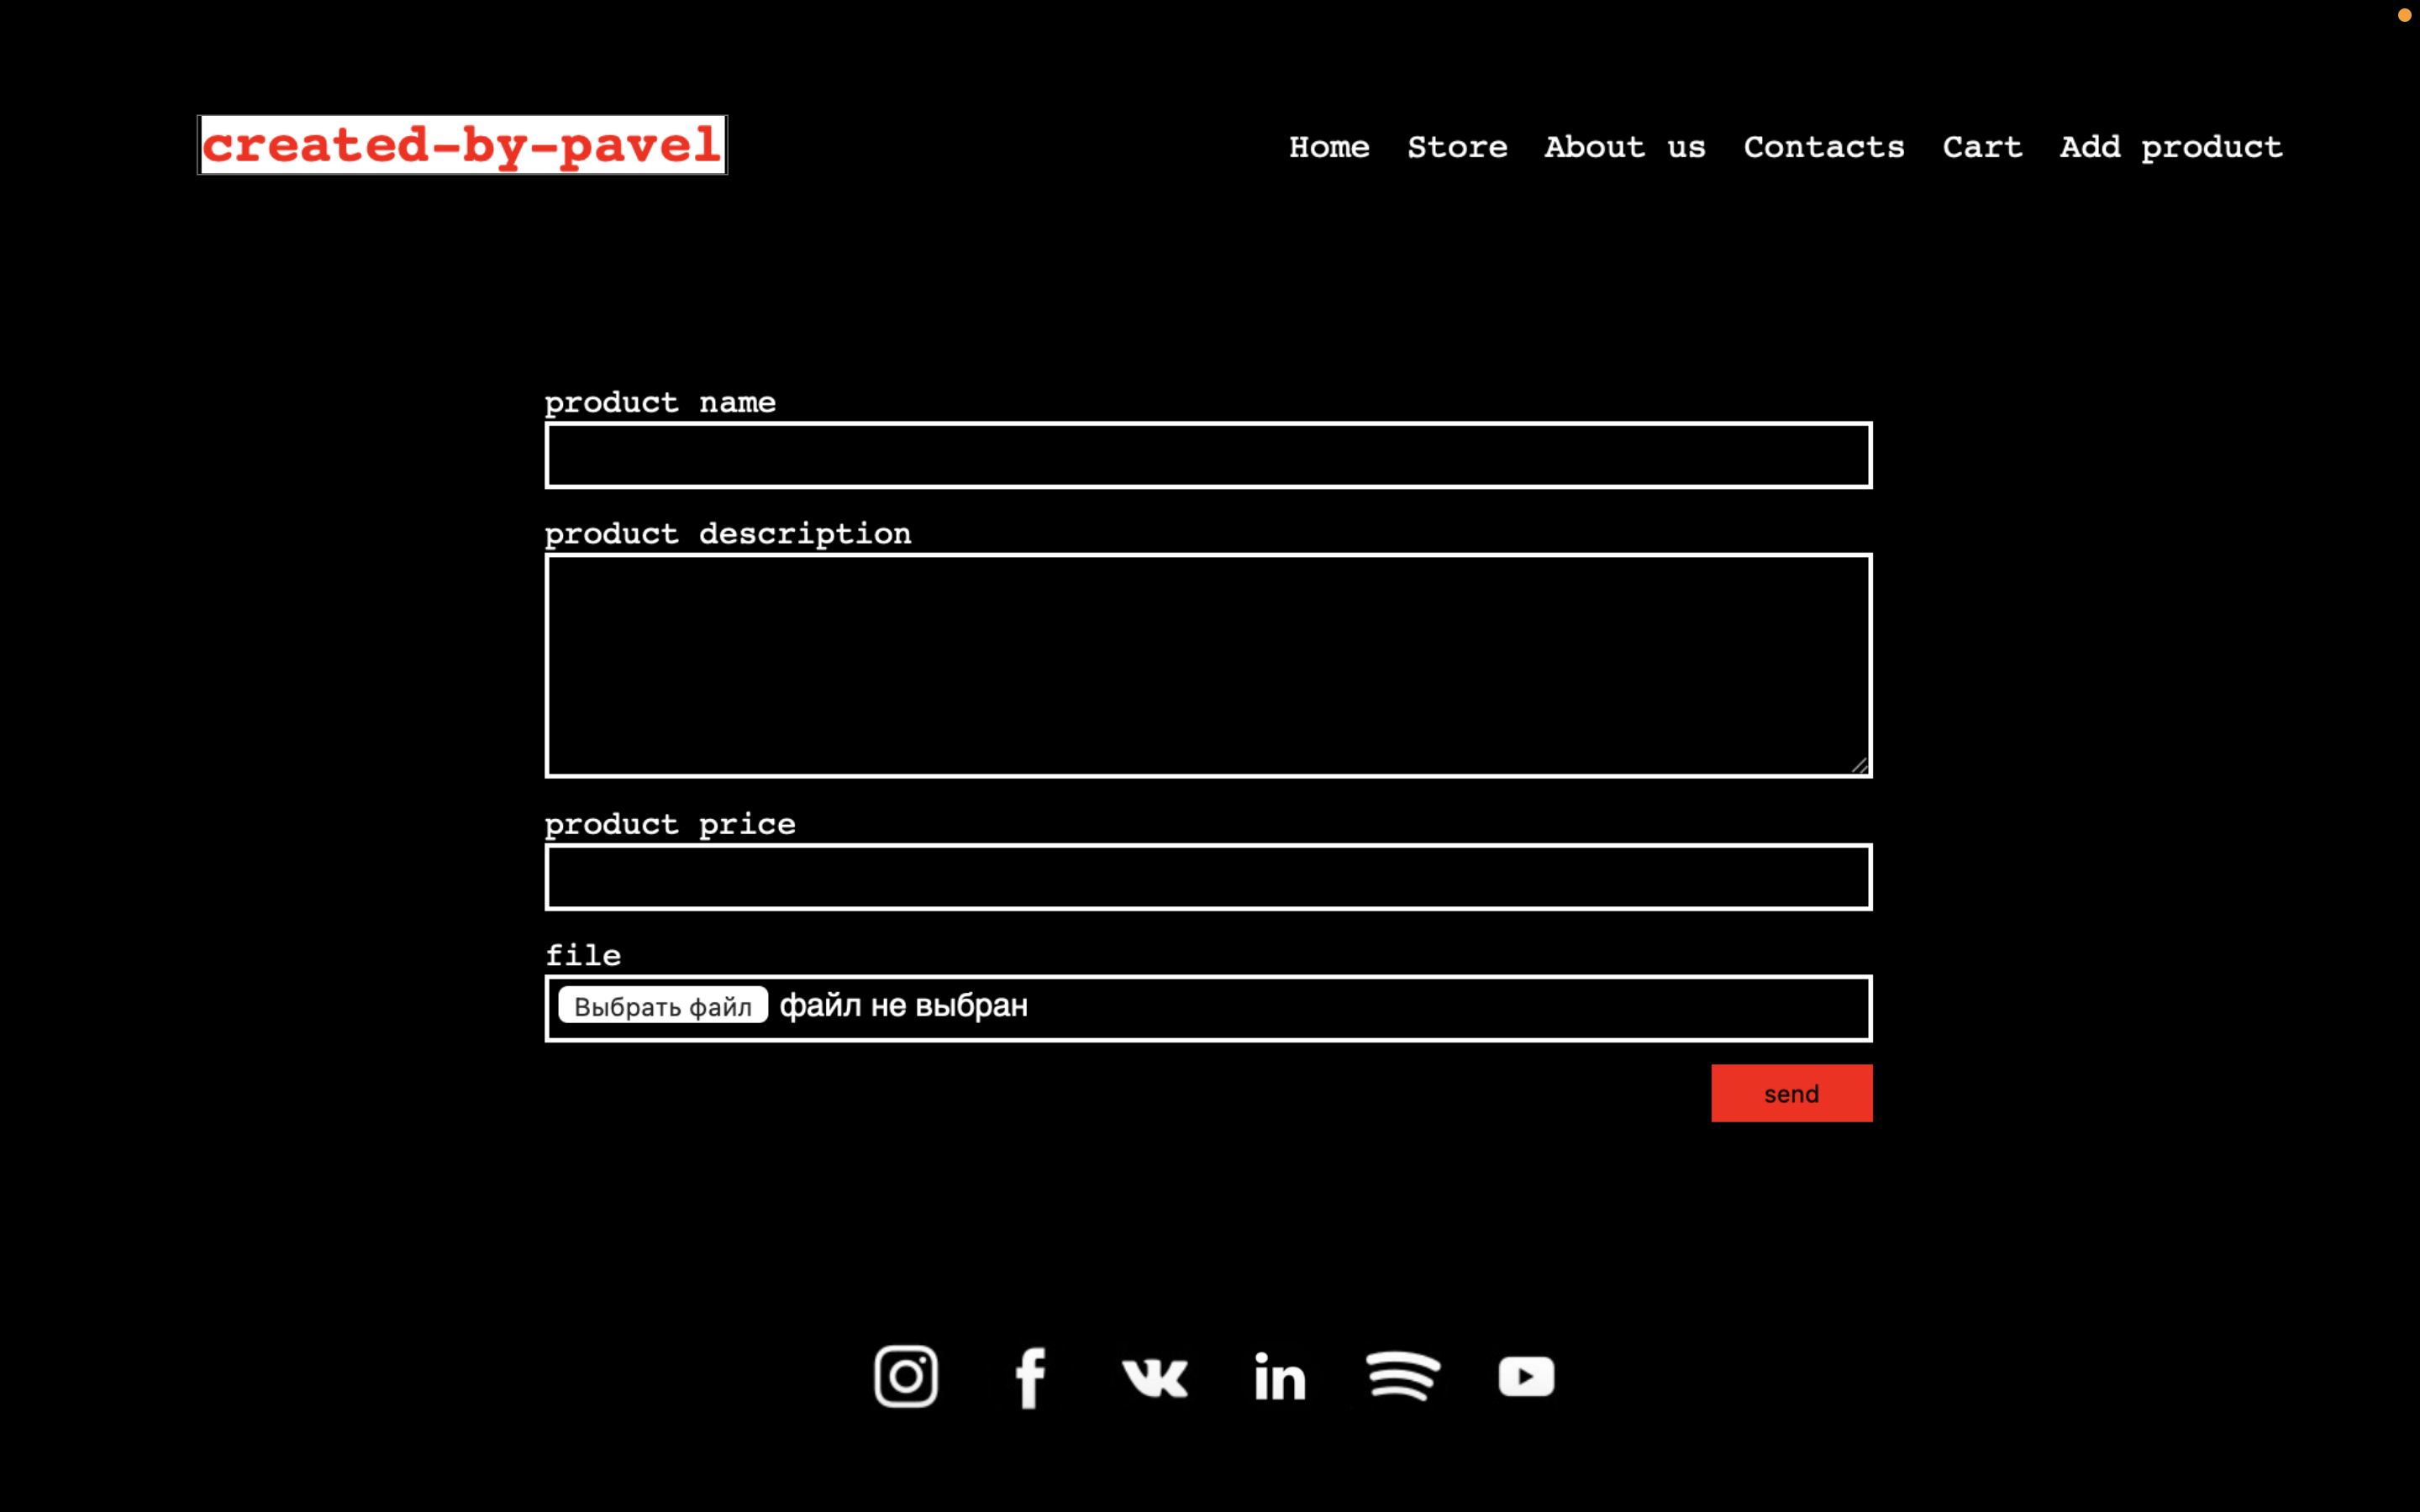 created-by-pavel
Home Store About us Contacts Cart Add product
product name
product description
product price
file
Выбрать файл файл не выбран
send